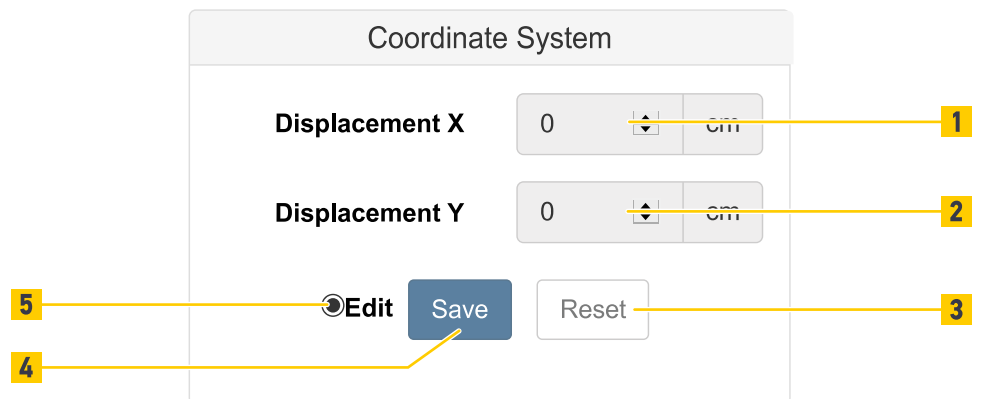 Coordinate System
Displacement X 0 cm 1
Displacement Y 0 cm 2
5 Edit Save Reset 3
4